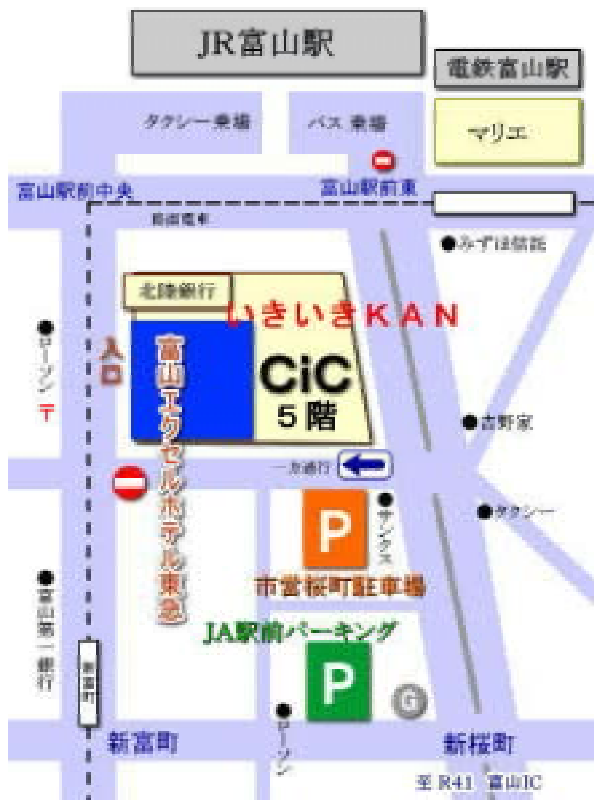 JR富山駅
電鉄富山駅
タクシー乗場
バス乗場
マリエ
富山駅前中央
富山駅前東
路面電車
みずほ信託
北陸銀行
いきいきKAN
ローソン
〒
入口
富山エクセルホテル東急
CiC
5階
吉野家
一方通行
P
サンクス
タクシー
市営桜町駐車場
富山第一銀行
JA駅前パーキング
P
新富町
G
新富町
ローソン
新桜町
至 R41 富山IC